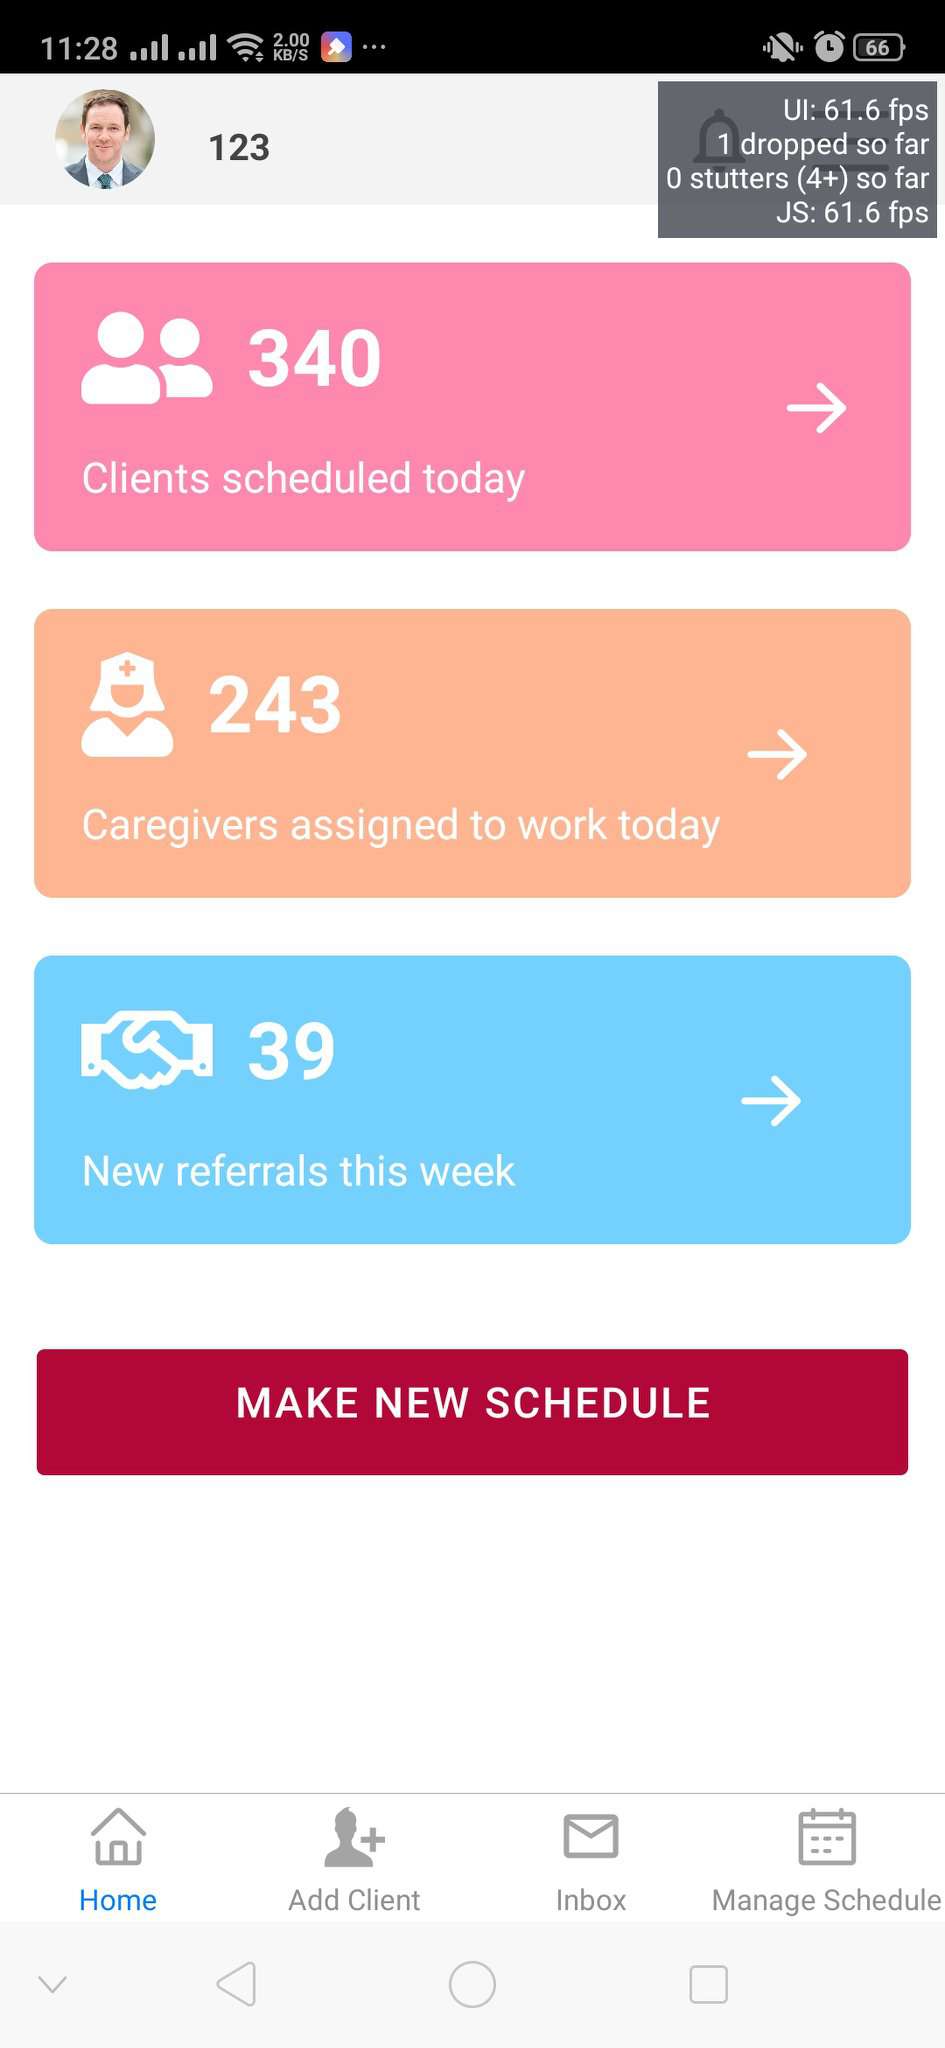 11:28
2.00
KB/S
66
123
UI: 61.6 fps
1 dropped so far
0 stutters (4+) so far
JS: 61.6 fps
340
Clients scheduled today
243
Caregivers assigned to work today
39
New referrals this week
MAKE NEW SCHEDULE
Home
Add Client
Inbox
Manage Schedule